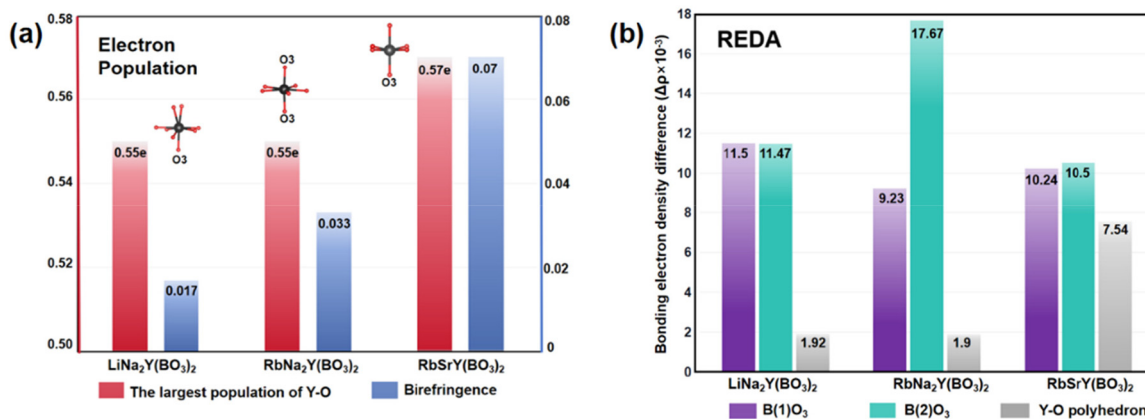 (a)
Electron
Population
0.58
0.56
0.54
0.52
0.50
0.08
0.06
0.04
0.02
0
O3
O3
O3
O3
0.55e
0.017
0.55e
0.033
0.57e
0.07
LiNa₂Y(BO₃)₂
RbNa₂Y(BO₃)₂
RbSrY(BO₃)₂
The largest population of Y-O
Birefringence
(b)
REDA
Bonding electron density difference (Δρ×10⁻³)
18
16
14
12
10
8
6
4
2
0
11.5
11.47
1.92
9.23
17.67
1.9
10.24
10.5
7.54
LiNa₂Y(BO₃)₂
RbNa₂Y(BO₃)₂
RbSrY(BO₃)₂
B(1)O₃
B(2)O₃
Y-O polyhedron